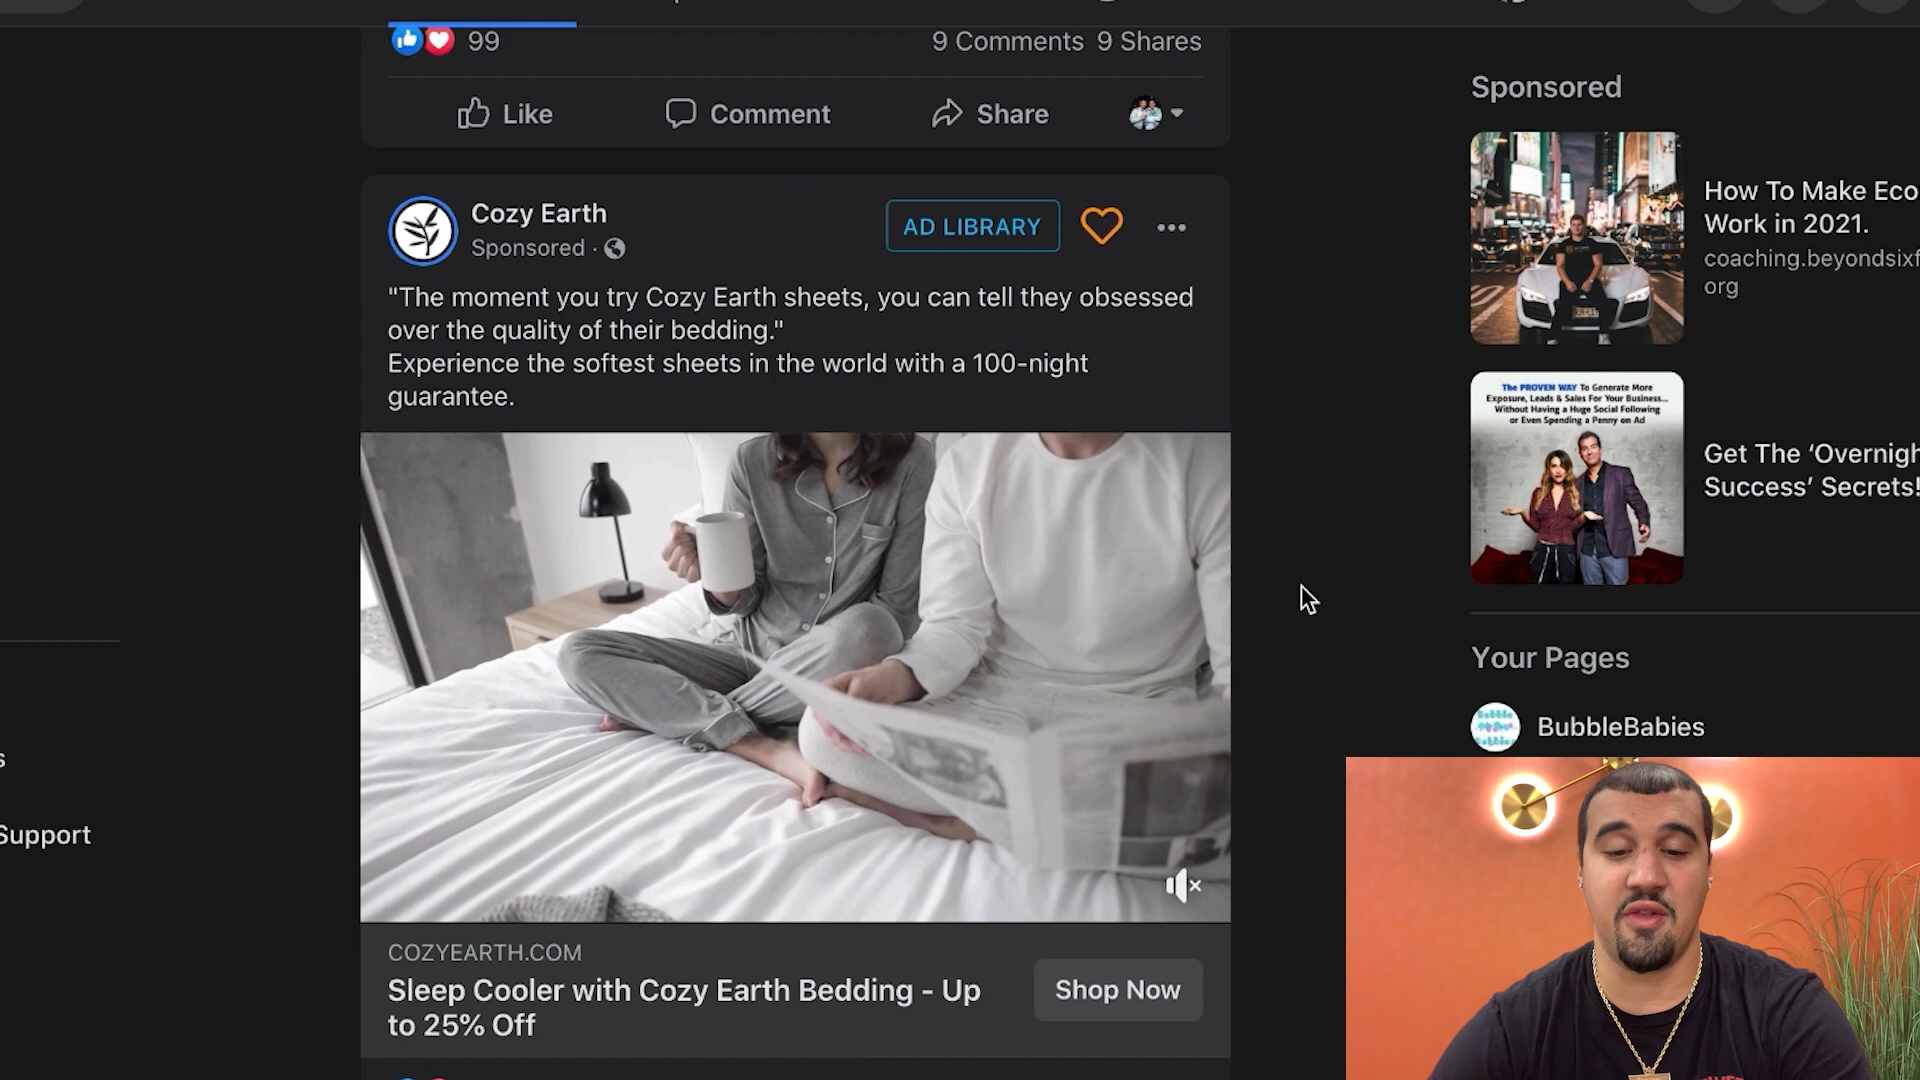 99
9 Comments 9 Shares
Like
Comment
Share
Cozy Earth
Sponsored ·
AD LIBRARY
"The moment you try Cozy Earth sheets, you can tell they obsessed
over the quality of their bedding."
Experience the softest sheets in the world with a 100-night
guarantee.
COZYEARTH.COM
Sleep Cooler with Cozy Earth Bedding - Up
to 25% Off
Shop Now
Sponsored
How To Make Eco
Work in 2021.
coaching.beyondsixf
org
The PROVEN WAY To Generate More
Exposure, Leads & Sales For Your Business...
Without Having a Huge Social Following
or Even Spending a Penny on Ad
Get The ‘Overnigh
Success’ Secrets!
Your Pages
BubbleBabies
s
Support